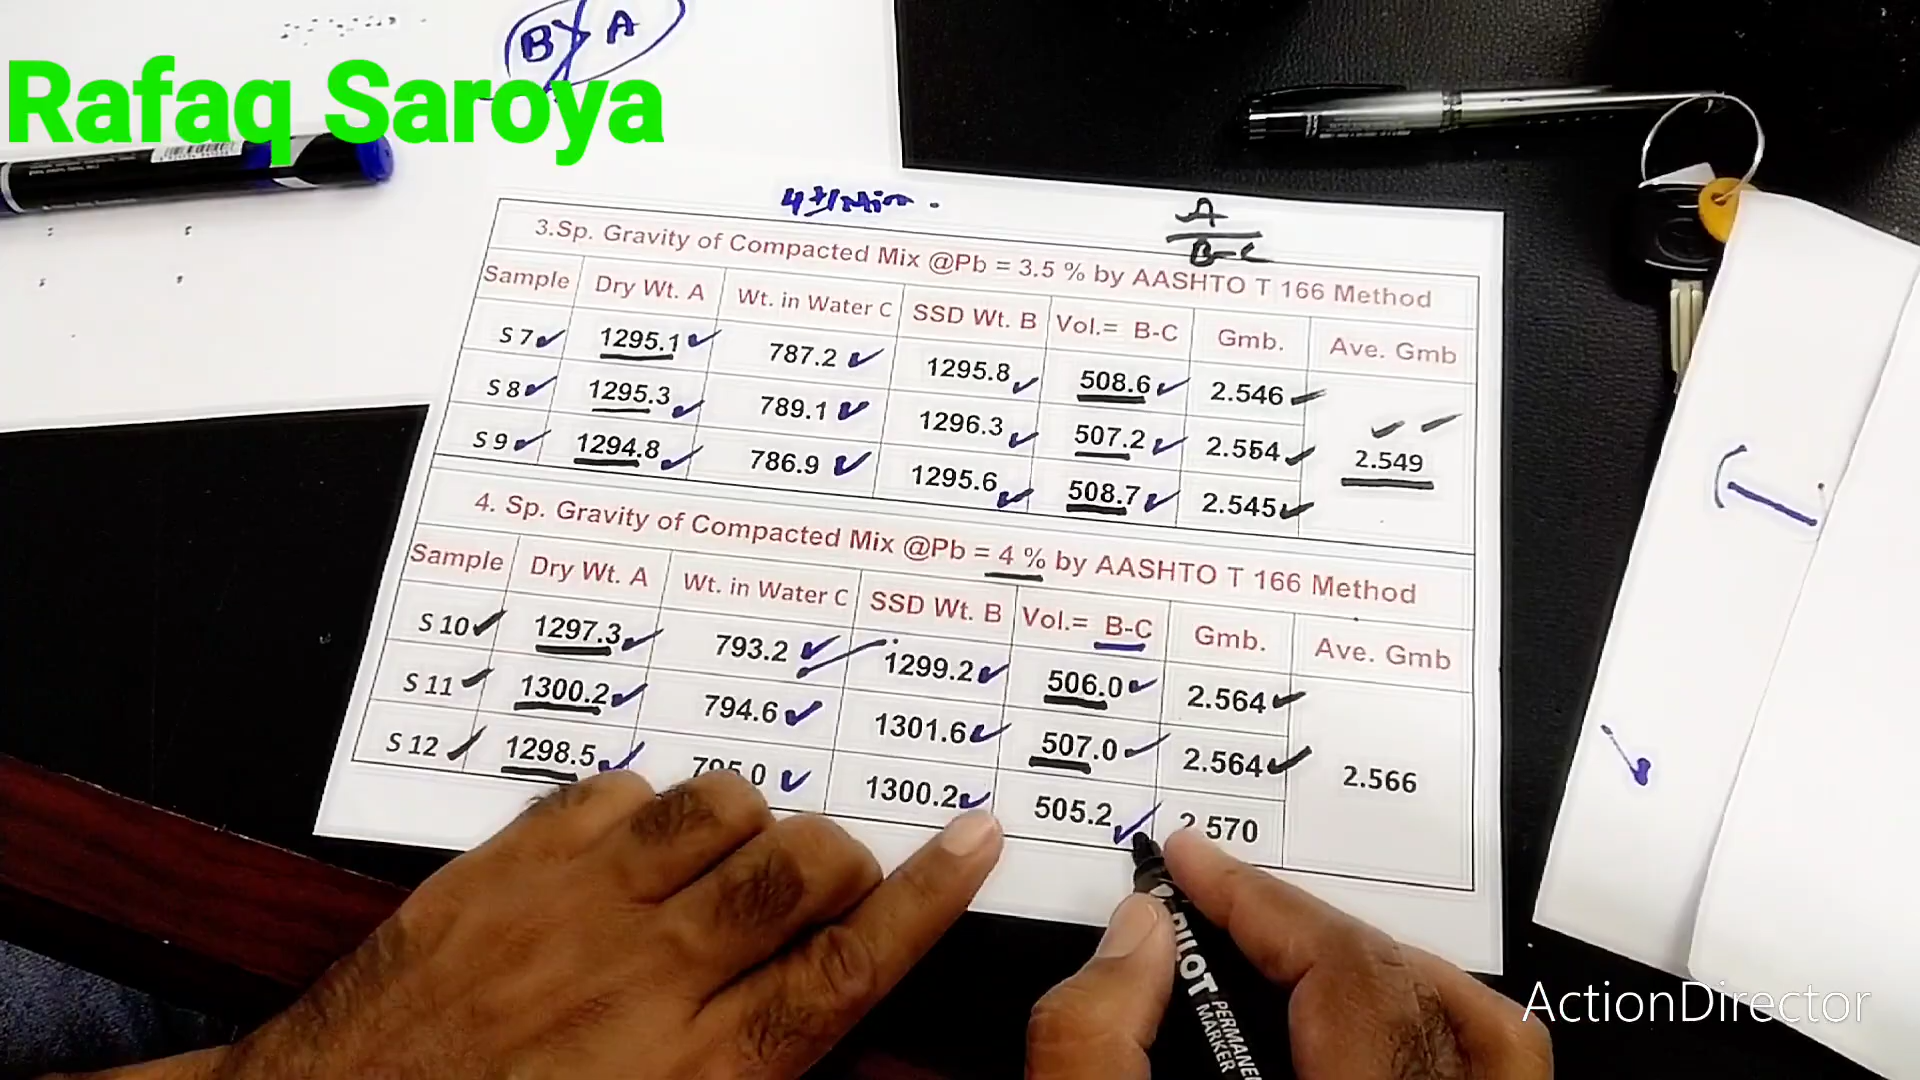 B A
Rafaq Saroya
A
B-C
3.Sp. Gravity of Compacted Mix @Pb = 3.5 % by AASHTO T 166 Method
Sample Dry Wt. A Wt. in Water C SSD Wt. B Vol.= B-C Gmb. Ave. Gmb
S 7 1295.1 787.2 1295.8 508.6 2.546
S 8 1295.3 789.1 1296.3 507.2 2.554 2.549
S 9 1294.8 786.9 1295.6 508.7 2.545
4. Sp. Gravity of Compacted Mix @Pb = 4 % by AASHTO T 166 Method
Sample Dry Wt. A Wt. in Water C SSD Wt. B Vol.= B-C Gmb. Ave. Gmb
S 10 1297.3 793.2 1299.2 506.0 2.564
S 11 1300.2 794.6 1301.6 507.0 2.564 2.566
S 12 1298.5 795.0 1300.2 505.2 2.570
PILOT
PERMANENT
MARKER
ActionDirector